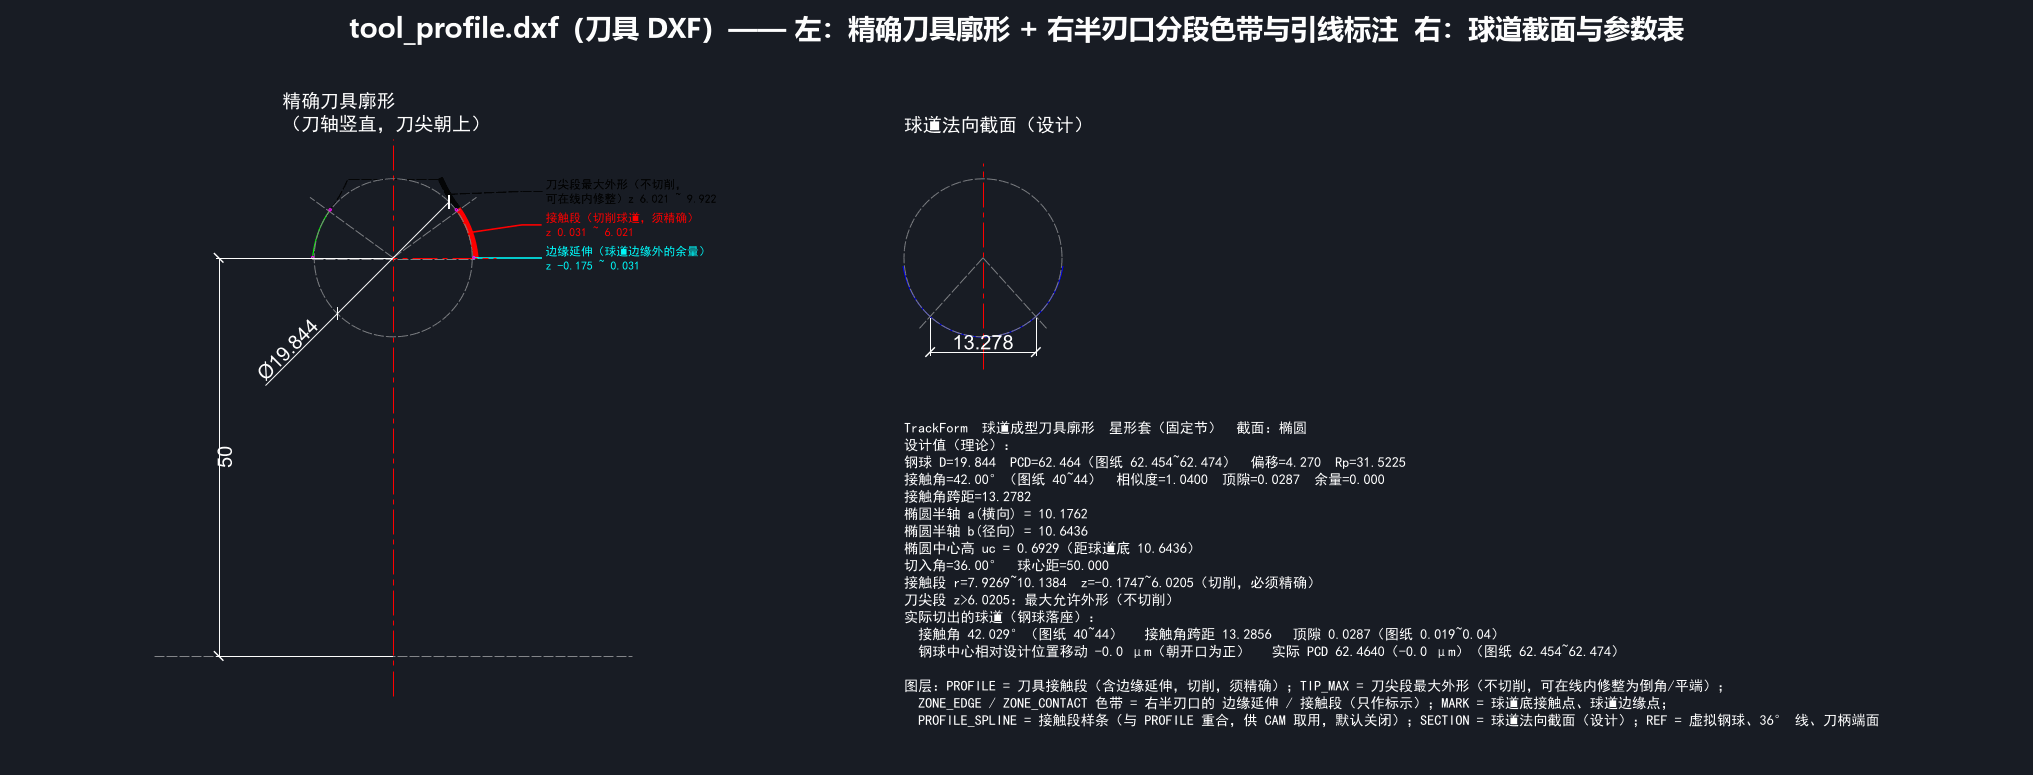 tool_profile.dxf（刀具 DXF）—— 左：精确刀具廓形 + 右半刃口分段色带与引线标注  右：球道截面与参数表
精确刀具廓形
（刀轴竖直，刀尖朝上）
刀尖段最大外形（不切削，
可在线内修整）z 6.021 ~ 9.922
接触段（切削球道，须精确）
z 0.031 ~ 6.021
边缘延伸（球道边缘外的余量）
z -0.175 ~ 0.031
Ø19.844
50
球道法向截面（设计）
13.278
TrackForm  球道成型刀具廓形  星形套（固定节）  截面：椭圆
设计值（理论）：
钢球 D=19.844  PCD=62.464（图纸 62.454~62.474）  偏移=4.270  Rp=31.5225
接触角=42.00°（图纸 40~44）  相似度=1.0400  顶隙=0.0287  余量=0.000
接触角跨距=13.2782
椭圆半轴 a(横向) = 10.1762
椭圆半轴 b(径向) = 10.6436
椭圆中心高 uc = 0.6929（距球道底 10.6436）
切入角=36.00°  球心距=50.000
接触段 r=7.9269~10.1384  z=-0.1747~6.0205（切削，必须精确）
刀尖段 z>6.0205：最大允许外形（不切削）
实际切出的球道（钢球落座）：
接触角 42.029°（图纸 40~44）  接触角跨距 13.2856  顶隙 0.0287（图纸 0.019~0.04）
钢球中心相对设计位置移动 -0.0 μm（朝开口为正）  实际 PCD 62.4640（-0.0 μm）（图纸 62.454~62.474）
图层：PROFILE = 刀具接触段（含边缘延伸，切削，须精确）；TIP_MAX = 刀尖段最大外形（不切削，可在线内修整为倒角/平端）；
ZONE_EDGE / ZONE_CONTACT 色带 = 右半刃口的 边缘延伸 / 接触段（只作标示）；MARK = 球道底接触点、球道边缘点；
PROFILE_SPLINE = 接触段样条（与 PROFILE 重合，供 CAM 取用，默认关闭）；SECTION = 球道法向截面（设计）；REF = 虚拟钢球、36° 线、刀柄端面